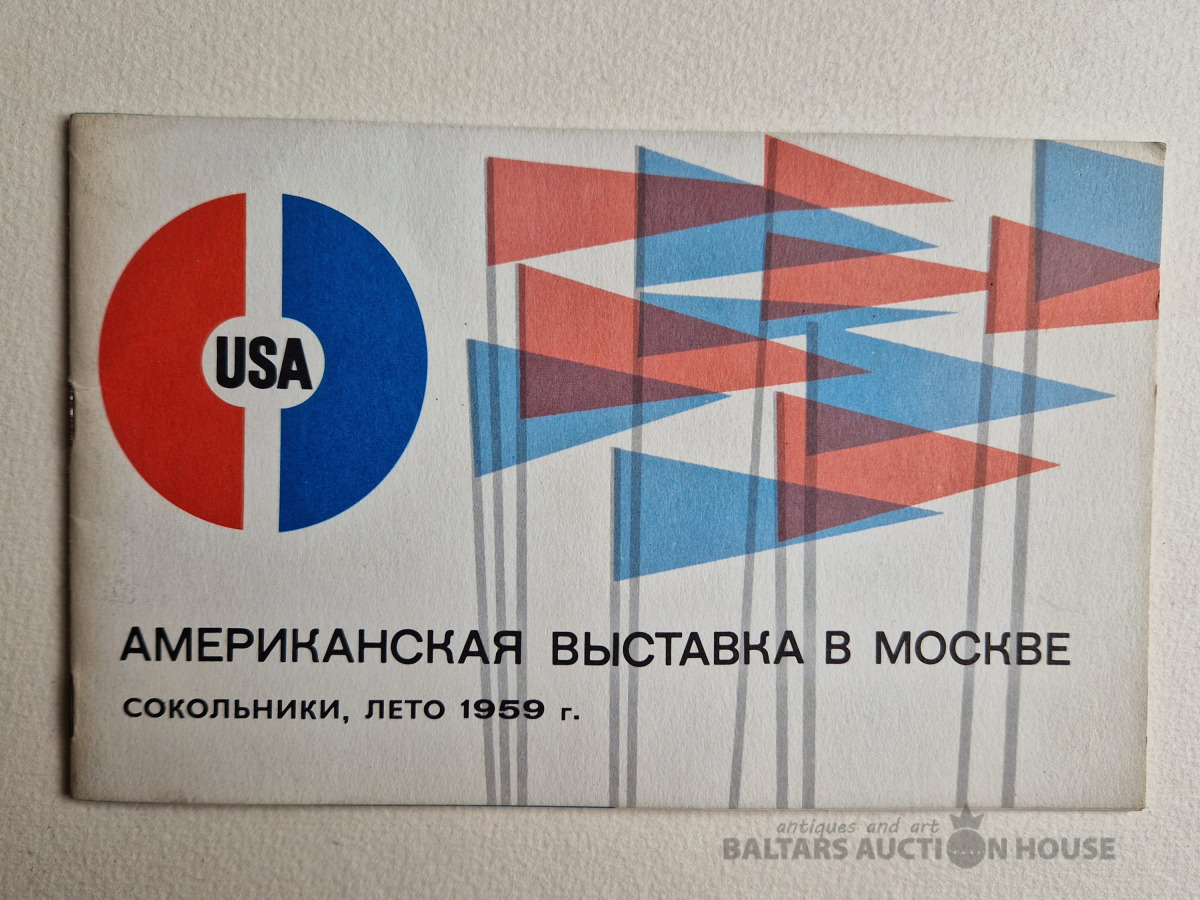 USA
АМЕРИКАНСКАЯ ВЫСТАВКА В МОСКВЕ
СОКОЛЬНИКИ, ЛЕТО 1959 г.
antiques and art
BALTARS AUCTION HOUSE